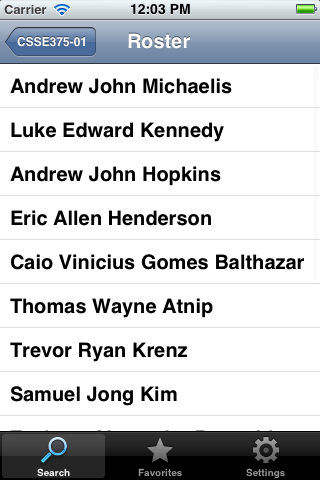 Carrier 12:03 PM
CSSE375-01 Roster
Andrew John Michaelis
Luke Edward Kennedy
Andrew John Hopkins
Eric Allen Henderson
Caio Vinicius Gomes Balthazar
Thomas Wayne Atnip
Trevor Ryan Krenz
Samuel Jong Kim
Search Favorites Settings